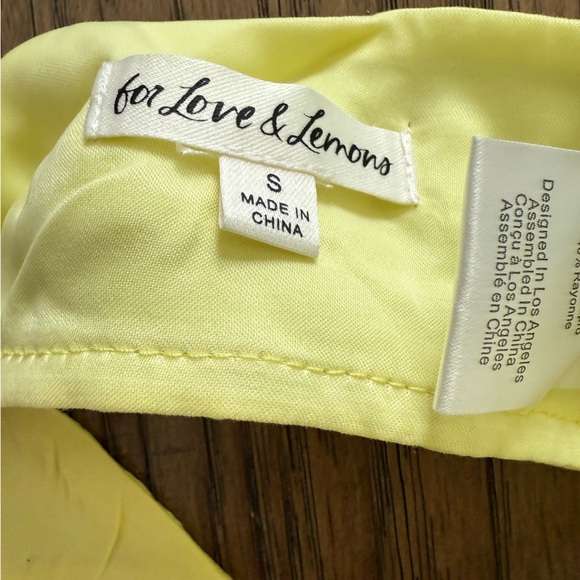 for Love & Lemons
S
MADE IN
CHINA
Designed In Los Angeles
Assembled in China
Conçu à Los Angeles
Assemblé en Chine
% Rayonne